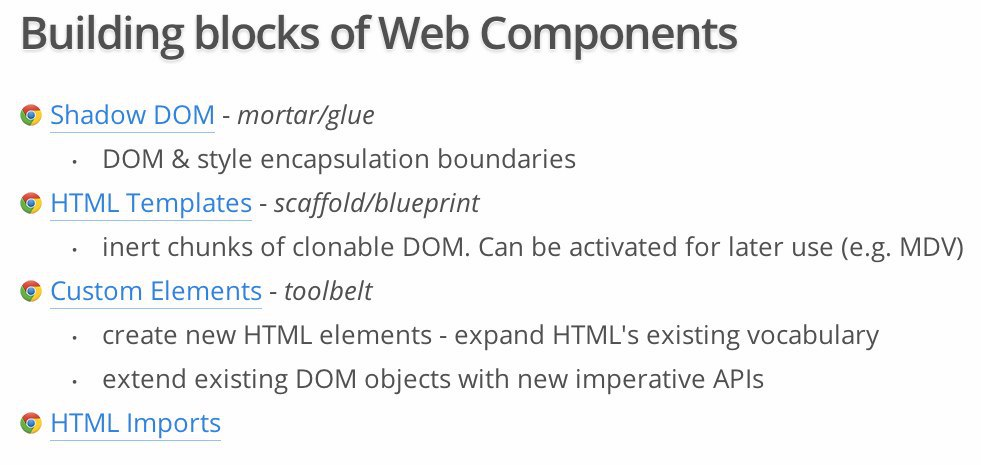 Building blocks of Web Components
Shadow DOM - mortar/glue
· DOM & style encapsulation boundaries
HTML Templates - scaffold/blueprint
· inert chunks of clonable DOM. Can be activated for later use (e.g. MDV)
Custom Elements - toolbelt
· create new HTML elements - expand HTML's existing vocabulary
· extend existing DOM objects with new imperative APIs
HTML Imports